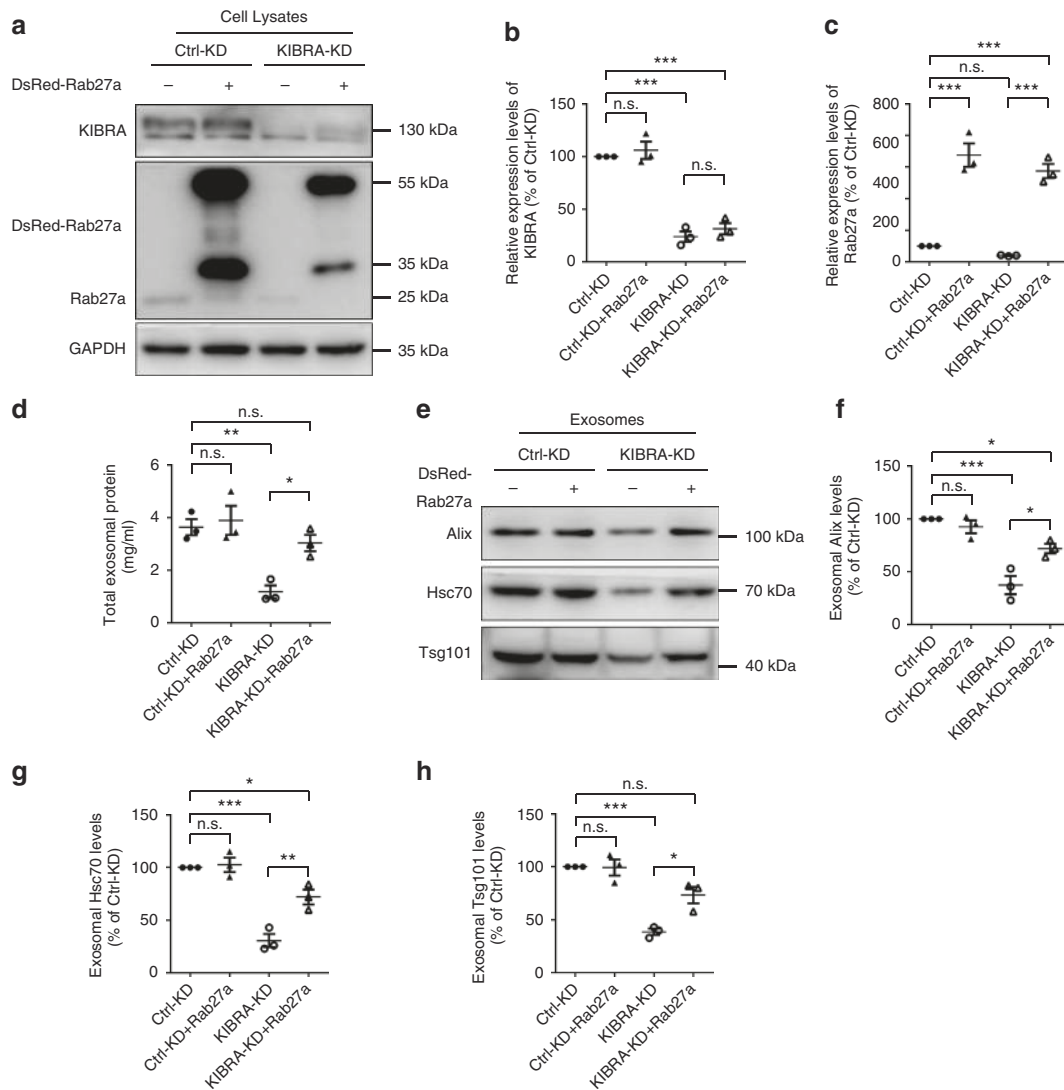 a
Cell Lysates
Ctrl-KD KIBRA-KD
DsRed-Rab27a – + – +
KIBRA 130 kDa
55 kDa
DsRed-Rab27a
35 kDa
Rab27a 25 kDa
GAPDH 35 kDa
b
Relative expression levels of
KIBRA (% of Ctrl-KD)
150
100
50
0
***
***
n.s.
n.s.
Ctrl-KD
Ctrl-KD+Rab27a
KIBRA-KD
KIBRA-KD+Rab27a
c
Relative expression levels of
Rab27a (% of Ctrl-KD)
800
600
400
200
0
***
n.s.
*** ***
Ctrl-KD
Ctrl-KD+Rab27a
KIBRA-KD
KIBRA-KD+Rab27a
d
Total exosomal protein
(mg/ml)
6
4
2
0
n.s.
**
n.s.
*
Ctrl-KD
Ctrl-KD+Rab27a
KIBRA-KD
KIBRA-KD+Rab27a
e
Exosomes
Ctrl-KD KIBRA-KD
DsRed-
Rab27a – + – +
Alix 100 kDa
Hsc70 70 kDa
Tsg101 40 kDa
f
Exosomal Alix levels
(% of Ctrl-KD)
150
100
50
0
*
***
n.s.
*
Ctrl-KD
Ctrl-KD+Rab27a
KIBRA-KD
KIBRA-KD+Rab27a
g
Exosomal Hsc70 levels
(% of Ctrl-KD)
150
100
50
0
*
***
n.s.
**
Ctrl-KD
Ctrl-KD+Rab27a
KIBRA-KD
KIBRA-KD+Rab27a
h
Exosomal Tsg101 levels
(% of Ctrl-KD)
150
100
50
0
n.s.
***
n.s.
*
Ctrl-KD
Ctrl-KD+Rab27a
KIBRA-KD
KIBRA-KD+Rab27a